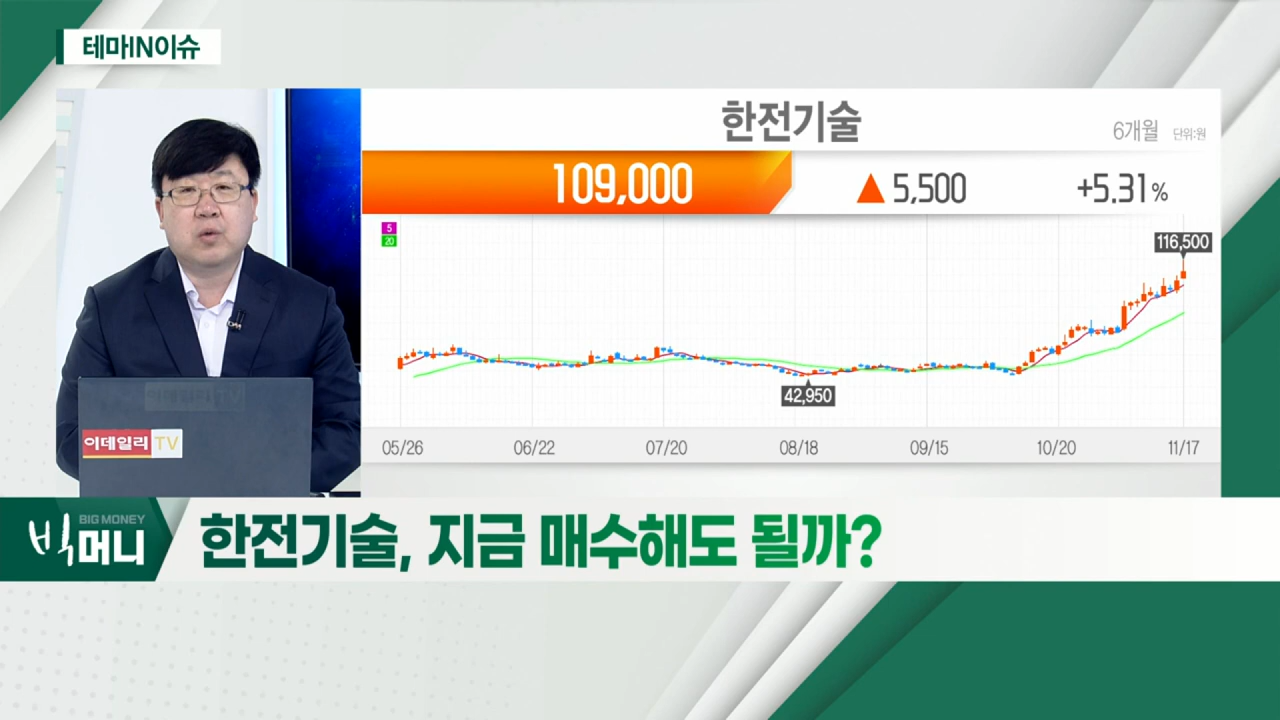 테마IN이슈
한전기술
6개월 단위:원
109,000 ▲ 5,500 +5.31%
5
20
116,500
42,950
05/26 06/22 07/20 08/18 09/15 10/20 11/17
이데일리TV
BIG MONEY
빅머니
한전기술, 지금 매수해도 될까?